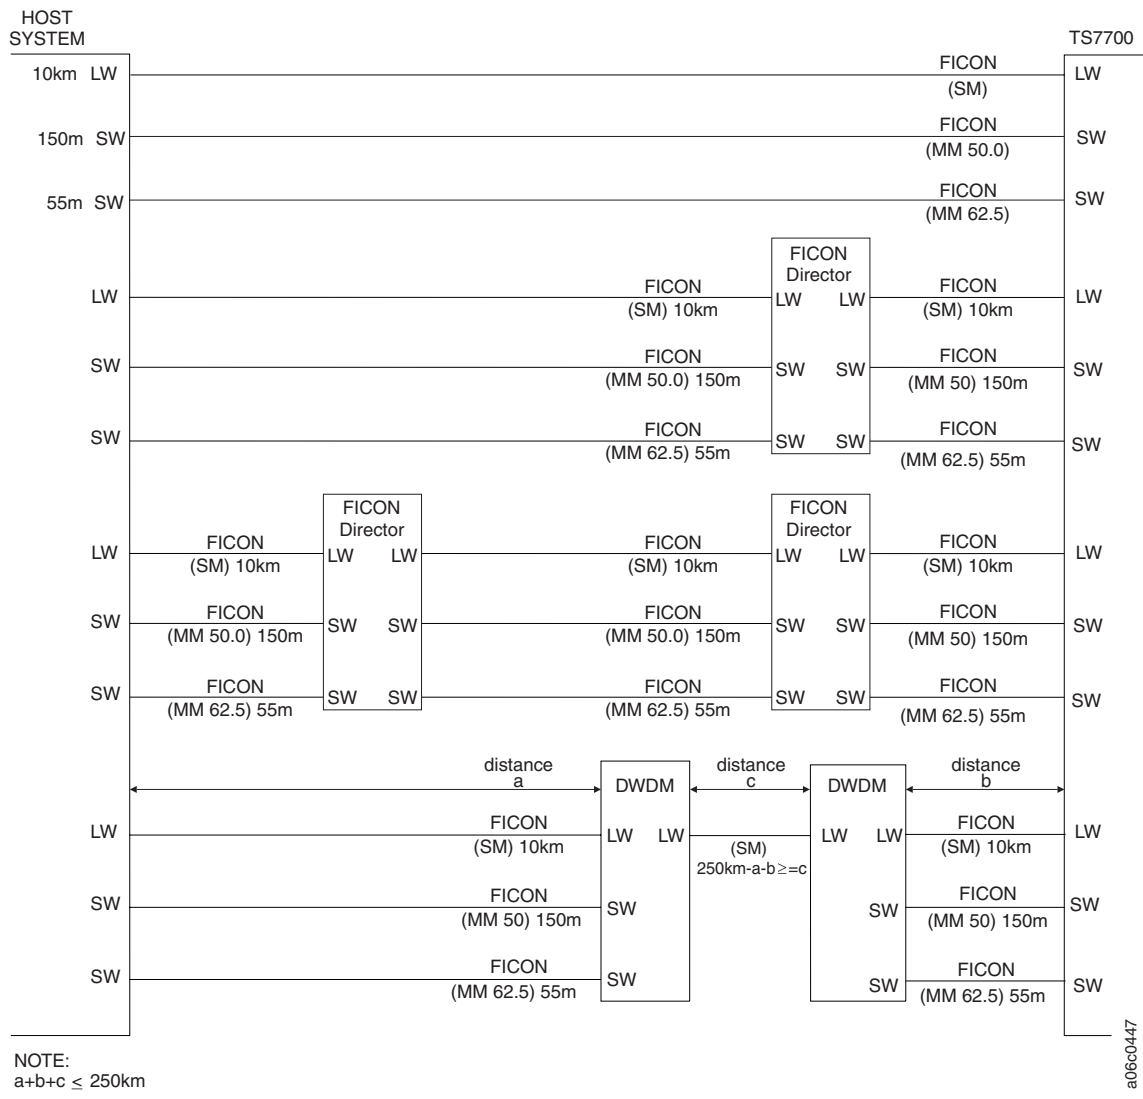 HOST
SYSTEM
TS7700
10km LW
FICON
(SM)
LW
150m SW
FICON
(MM 50.0)
SW
55m SW
FICON
(MM 62.5)
SW
FICON
Director
LW
FICON
(SM) 10km
LW LW
FICON
(SM) 10km
LW
SW
FICON
(MM 50.0) 150m
SW SW
FICON
(MM 50) 150m
SW
SW
FICON
(MM 62.5) 55m
SW SW
FICON
(MM 62.5) 55m
SW
FICON
Director
FICON
Director
LW
FICON
(SM) 10km
LW LW
FICON
(SM) 10km
LW LW
FICON
(SM) 10km
LW
SW
FICON
(MM 50.0) 150m
SW SW
FICON
(MM 50.0) 150m
SW SW
FICON
(MM 50) 150m
SW
SW
FICON
(MM 62.5) 55m
SW SW
FICON
(MM 62.5) 55m
SW SW
FICON
(MM 62.5) 55m
SW
distance
a
DWDM
distance
c
DWDM
distance
b
LW
FICON
(SM) 10km
LW LW
(SM)
250km-a-b≥=c
LW LW
FICON
(SM) 10km
LW
SW
FICON
(MM 50) 150m
SW
SW
FICON
(MM 50) 150m
SW
SW
FICON
(MM 62.5) 55m
SW
SW
FICON
(MM 62.5) 55m
SW
NOTE:
a+b+c ≤ 250km
a06c0447